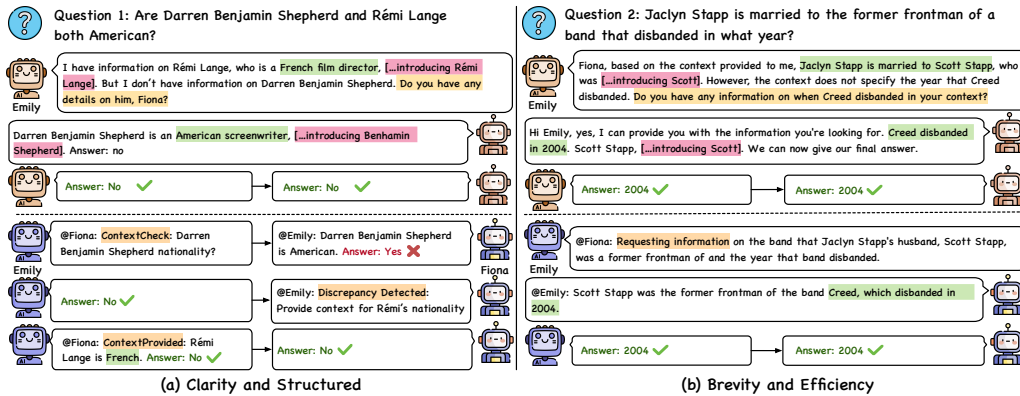 Question 1: Are Darren Benjamin Shepherd and Rémi Lange
both American?
I have information on Rémi Lange, who is a French film director, [...introducing Rémi
Lange]. But I don't have information on Darren Benjamin Shepherd. Do you have any
details on him, Fiona?
AI
Emily
Darren Benjamin Shepherd is an American screenwriter, [...introducing Benhamin
Shepherd]. Answer: no
Answer: No
Answer: No
AI
@Fiona: ContextCheck: Darren
Benjamin Shepherd nationality?
@Emily: Darren Benjamin Shepherd
is American. Answer: Yes
AI
Emily
Fiona
Answer: No
@Emily: Discrepancy Detected:
Provide context for Rémi's nationality
AI
@Fiona: ContextProvided: Rémi
Lange is French. Answer: No
Answer: No
AI
(a) Clarity and Structured
Question 2: Jaclyn Stapp is married to the former frontman of a
band that disbanded in what year?
Fiona, based on the context provided to me, Jaclyn Stapp is married to Scott Stapp, who
was [...introducing Scott]. However, the context does not specify the year that Creed
disbanded. Do you have any information on when Creed disbanded in your context?
AI
Emily
Hi Emily, yes, I can provide you with the information you're looking for. Creed disbanded
in 2004. Scott Stapp, [...introducing Scott]. We can now give our final answer.
Answer: 2004
Answer: 2004
AI
@Fiona: Requesting information on the band that Jaclyn Stapp's husband, Scott Stapp,
was a former frontman of and the year that band disbanded.
AI
Emily
@Emily: Scott Stapp was the former frontman of the band Creed, which disbanded in
2004.
Answer: 2004
Answer: 2004
AI
(b) Brevity and Efficiency